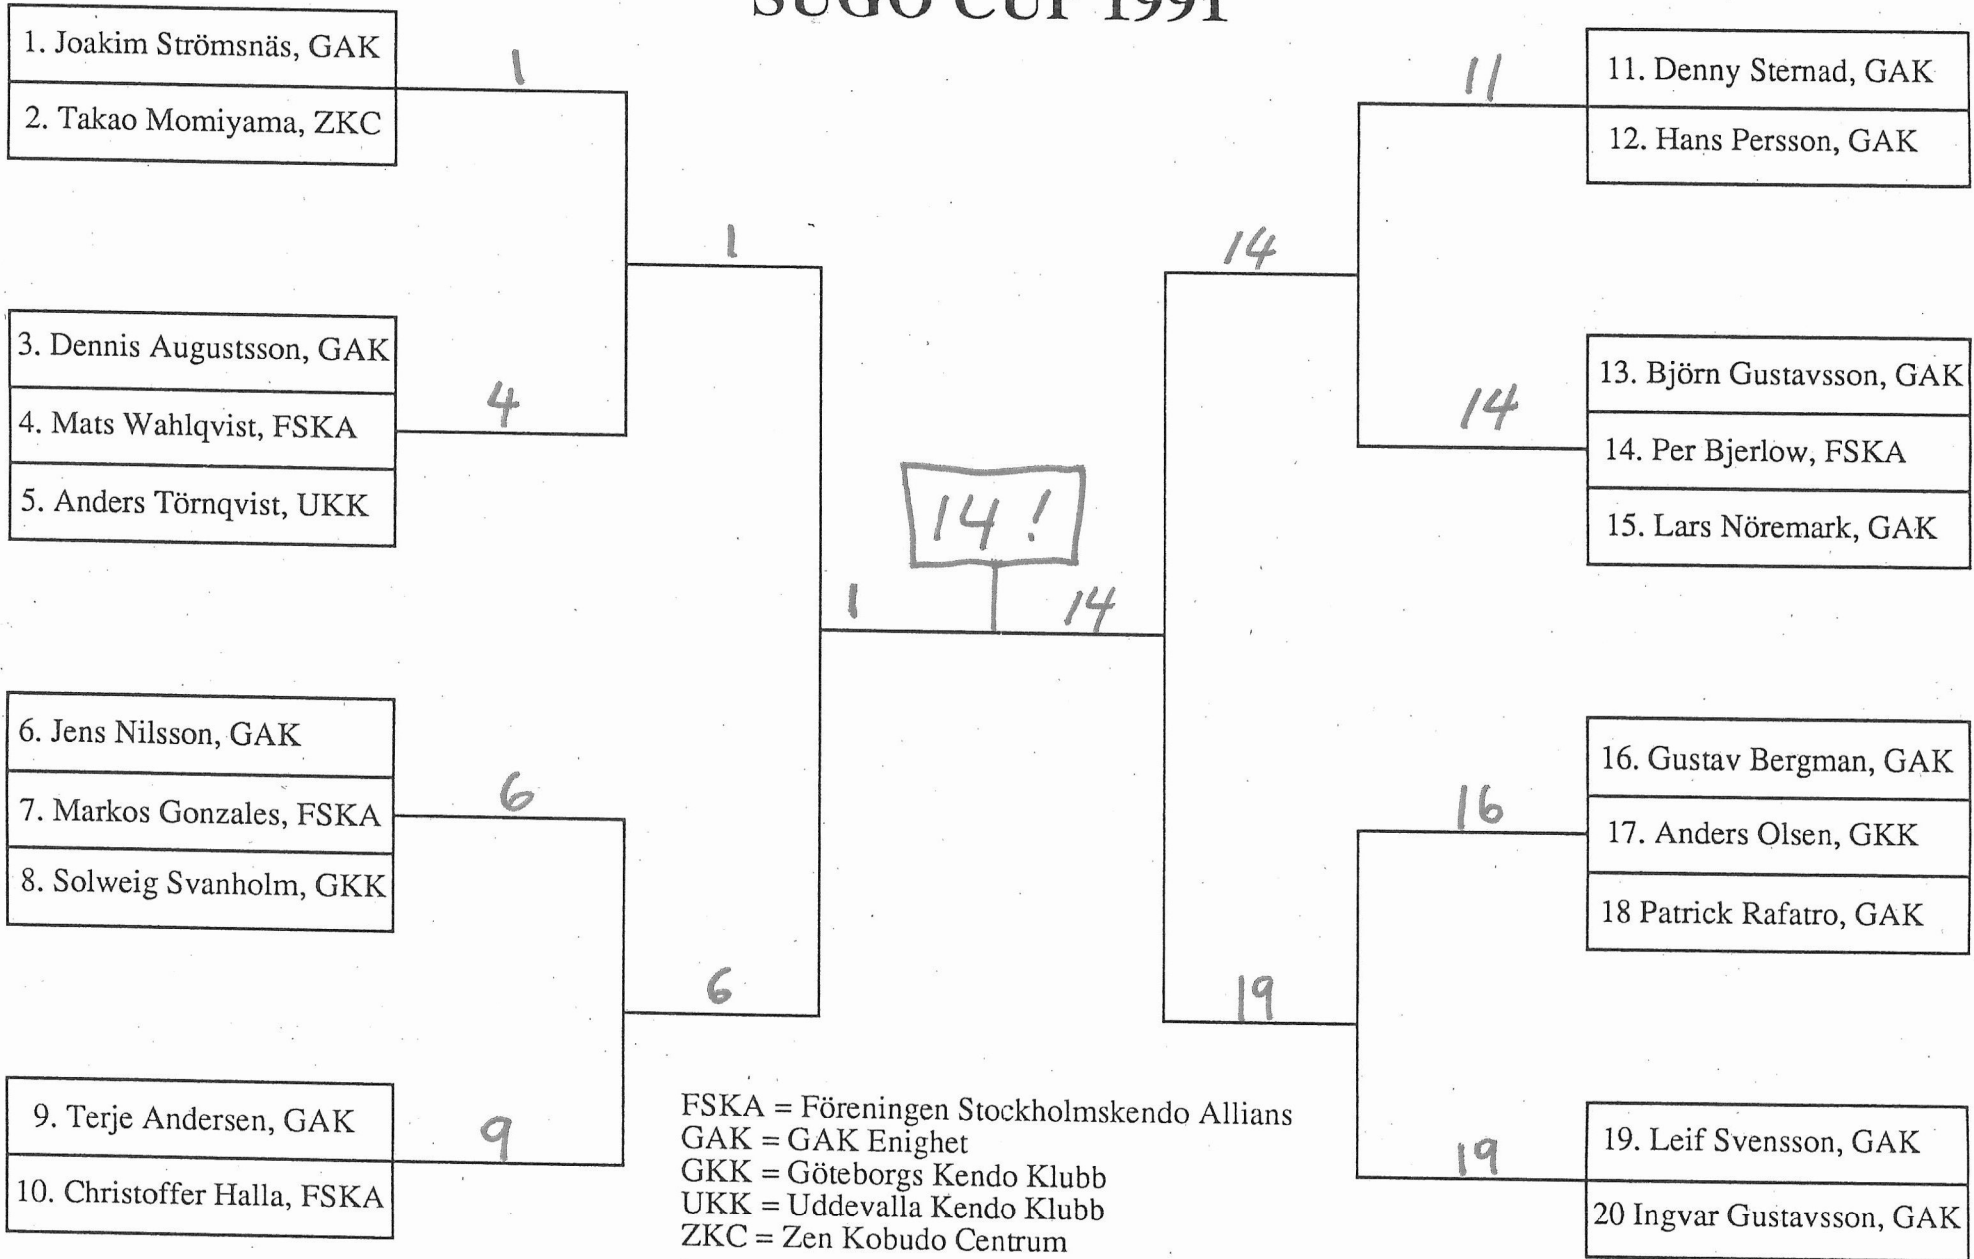 SUGO CUP 1991
1. Joakim Strömsnäs, GAK
2. Takao Momiyama, ZKC
1
3. Dennis Augustsson, GAK
4. Mats Wahlqvist, FSKA
5. Anders Törnqvist, UKK
4
1
6. Jens Nilsson, GAK
7. Markos Gonzales, FSKA
8. Solweig Svanholm, GKK
6
9. Terje Andersen, GAK
10. Christoffer Halla, FSKA
9
6
1
14 !
14
11. Denny Sternad, GAK
12. Hans Persson, GAK
11
13. Björn Gustavsson, GAK
14. Per Bjerlow, FSKA
15. Lars Nöremark, GAK
14
14
16. Gustav Bergman, GAK
17. Anders Olsen, GKK
18 Patrick Rafatro, GAK
16
19. Leif Svensson, GAK
20 Ingvar Gustavsson, GAK
19
19
FSKA = Föreningen Stockholmskendo Allians
GAK = GAK Enighet
GKK = Göteborgs Kendo Klubb
UKK = Uddevalla Kendo Klubb
ZKC = Zen Kobudo Centrum